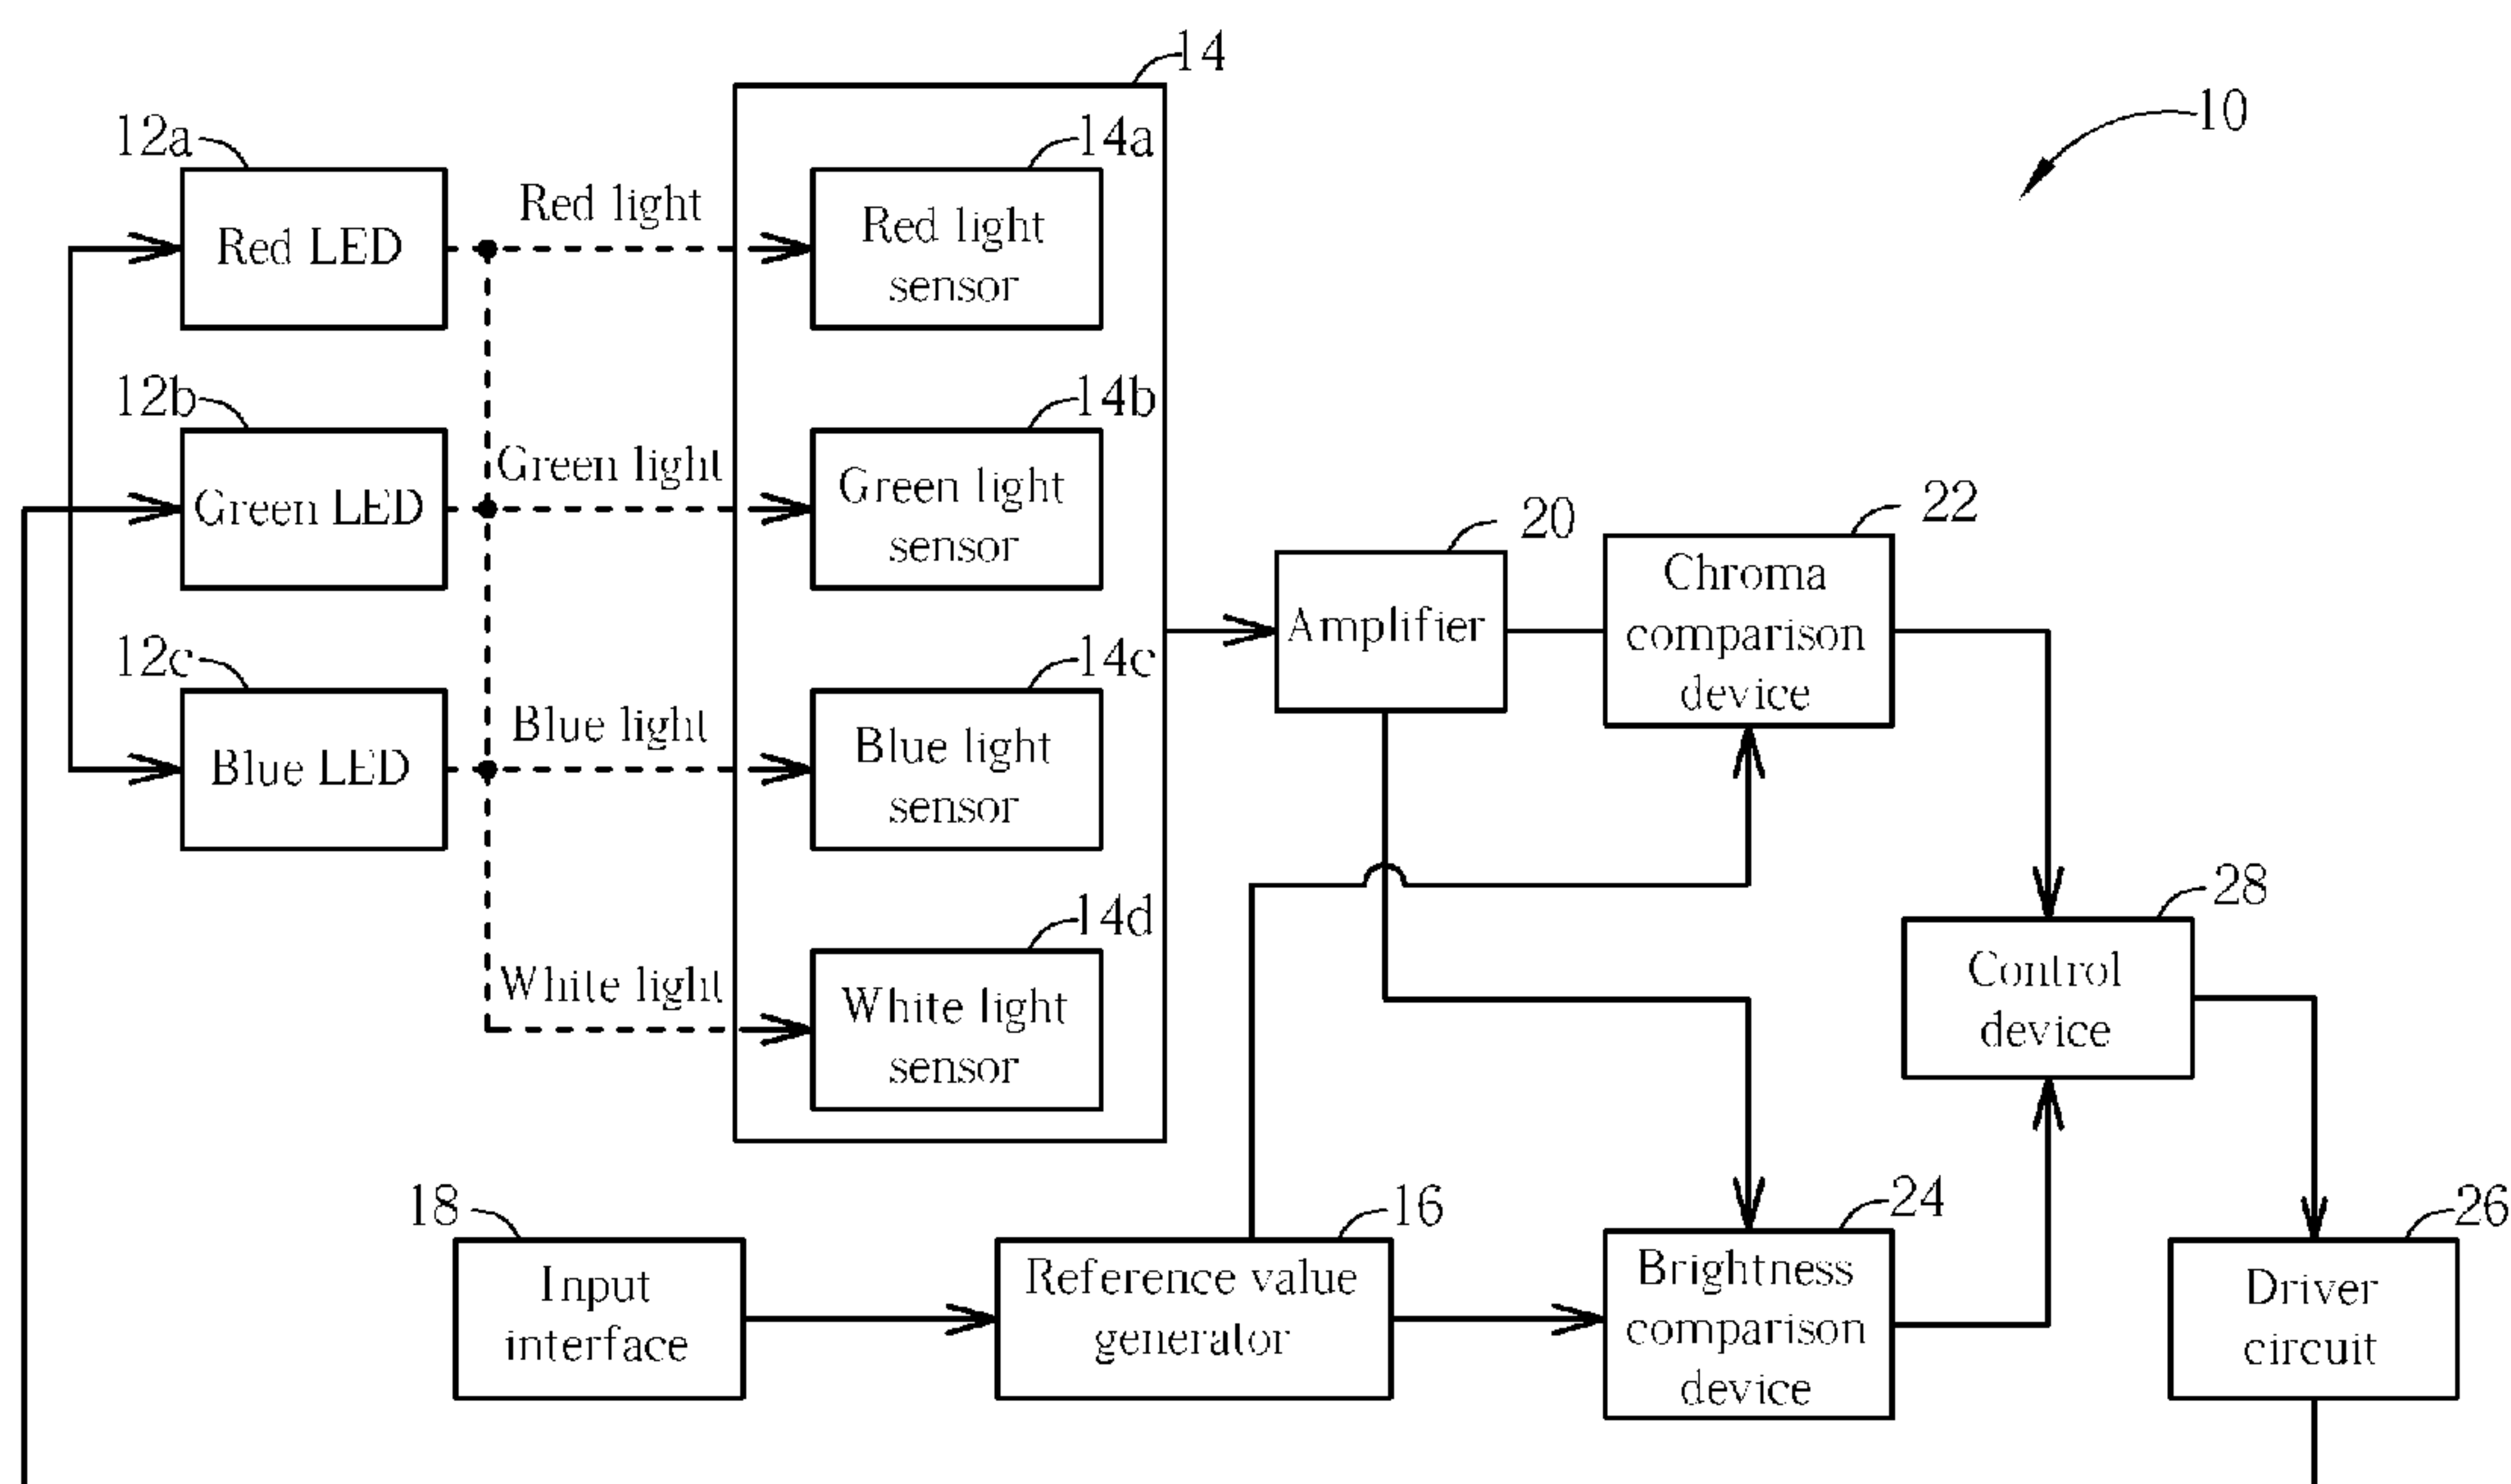 14
10
12a
14a
Red LED
Red light
Red light
sensor
12b
14b
Green LED
Green light
Green light
sensor
12c
14c
Blue LED
Blue light
Blue light
sensor
14d
White light
White light
sensor
20
Amplifier
22
Chroma
comparison
device
28
Control
device
18
Input
interface
16
Reference value
generator
24
Brightness
comparison
device
26
Driver
circuit